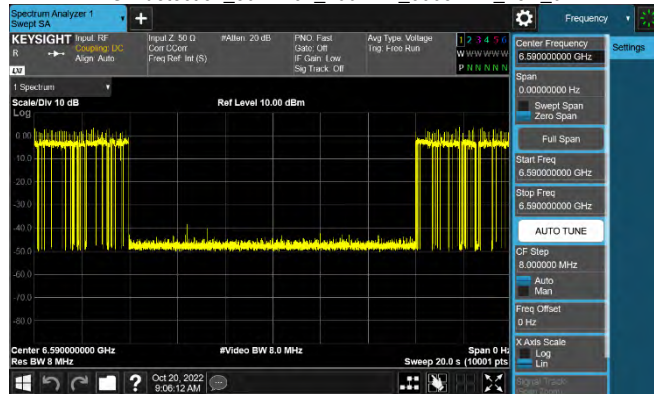 Spectrum Analyzer 1
Swept SA
+
Frequency
KEYSIGHT
Input: RF
Coupling: DC
Align: Auto
Input Z: 50 Ω
Corr CCorr
Freq Ref: Int (S)
#Atten: 20 dB
PNO: Fast
Gate: Off
IF Gain: Low
Sig Track: Off
Avg Type: Voltage
Trig: Free Run
1 2 3 4 5 6
W W W W W W
P N N N N N
R
LXI
1 Spectrum
Scale/Div 10 dB
Ref Level 10.00 dBm
Log
0.00
-10.0
-20.0
-30.0
-40.0
-50.0
-60.0
-70.0
-80.0
Center 6.590000000 GHz
Res BW 8 MHz
#Video BW 8.0 MHz
Span 0 Hz
Sweep 20.0 s (10001 pts
Center Frequency
6.590000000 GHz
Settings
Span
0.00000000 Hz
Swept Span
Zero Span
Full Span
Start Freq
6.590000000 GHz
Stop Freq
6.590000000 GHz
AUTO TUNE
CF Step
8.000000 MHz
Auto
Man
Freq Offset
0 Hz
X Axis Scale
Log
Lin
Signal Track
Oct 20, 2022
9:06:12 AM
?